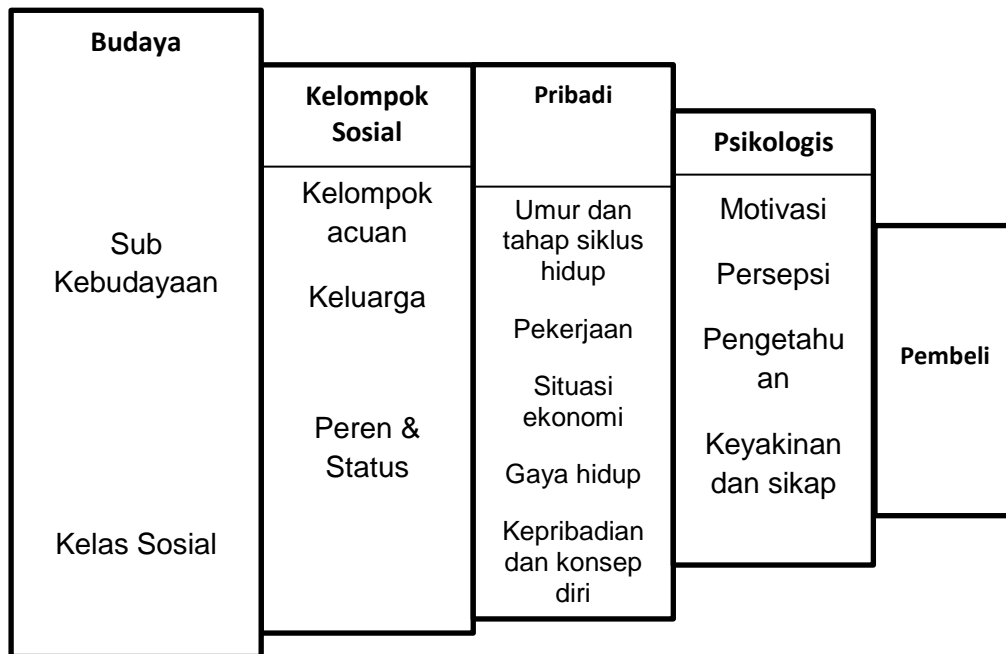 Budaya
Sub
Kebudayaan
Kelas Sosial
Kelompok
Sosial
Kelompok
acuan
Keluarga
Peren &
Status
Pribadi
Umur dan
tahap siklus
hidup
Pekerjaan
Situasi
ekonomi
Gaya hidup
Kepribadian
dan konsep
diri
Psikologis
Motivasi
Persepsi
Pengetahu
an
Keyakinan
dan sikap
Pembeli